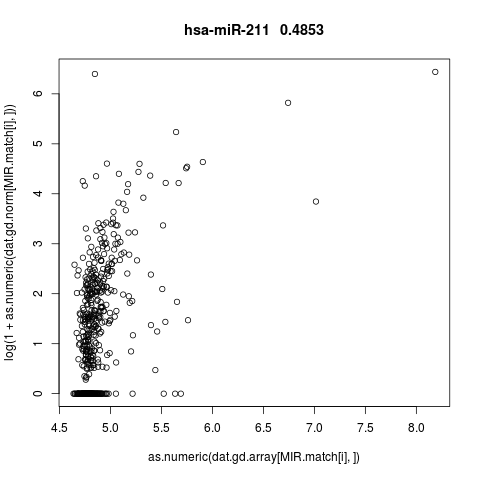 hsa-miR-211 0.4853
log(1 + as.numeric(dat.gd.norm[MIR.match[i], ]))
6
5
4
3
2
1
0
4.5 5.0 5.5 6.0 6.5 7.0 7.5 8.0
as.numeric(dat.gd.array[MIR.match[i], ])